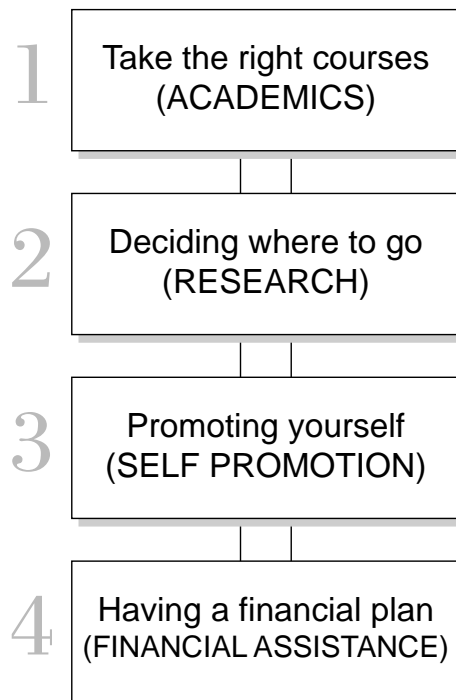 1
Take the right courses
(ACADEMICS)
2
Deciding where to go
(RESEARCH)
3
Promoting yourself
(SELF PROMOTION)
4
Having a financial plan
(FINANCIAL ASSISTANCE)